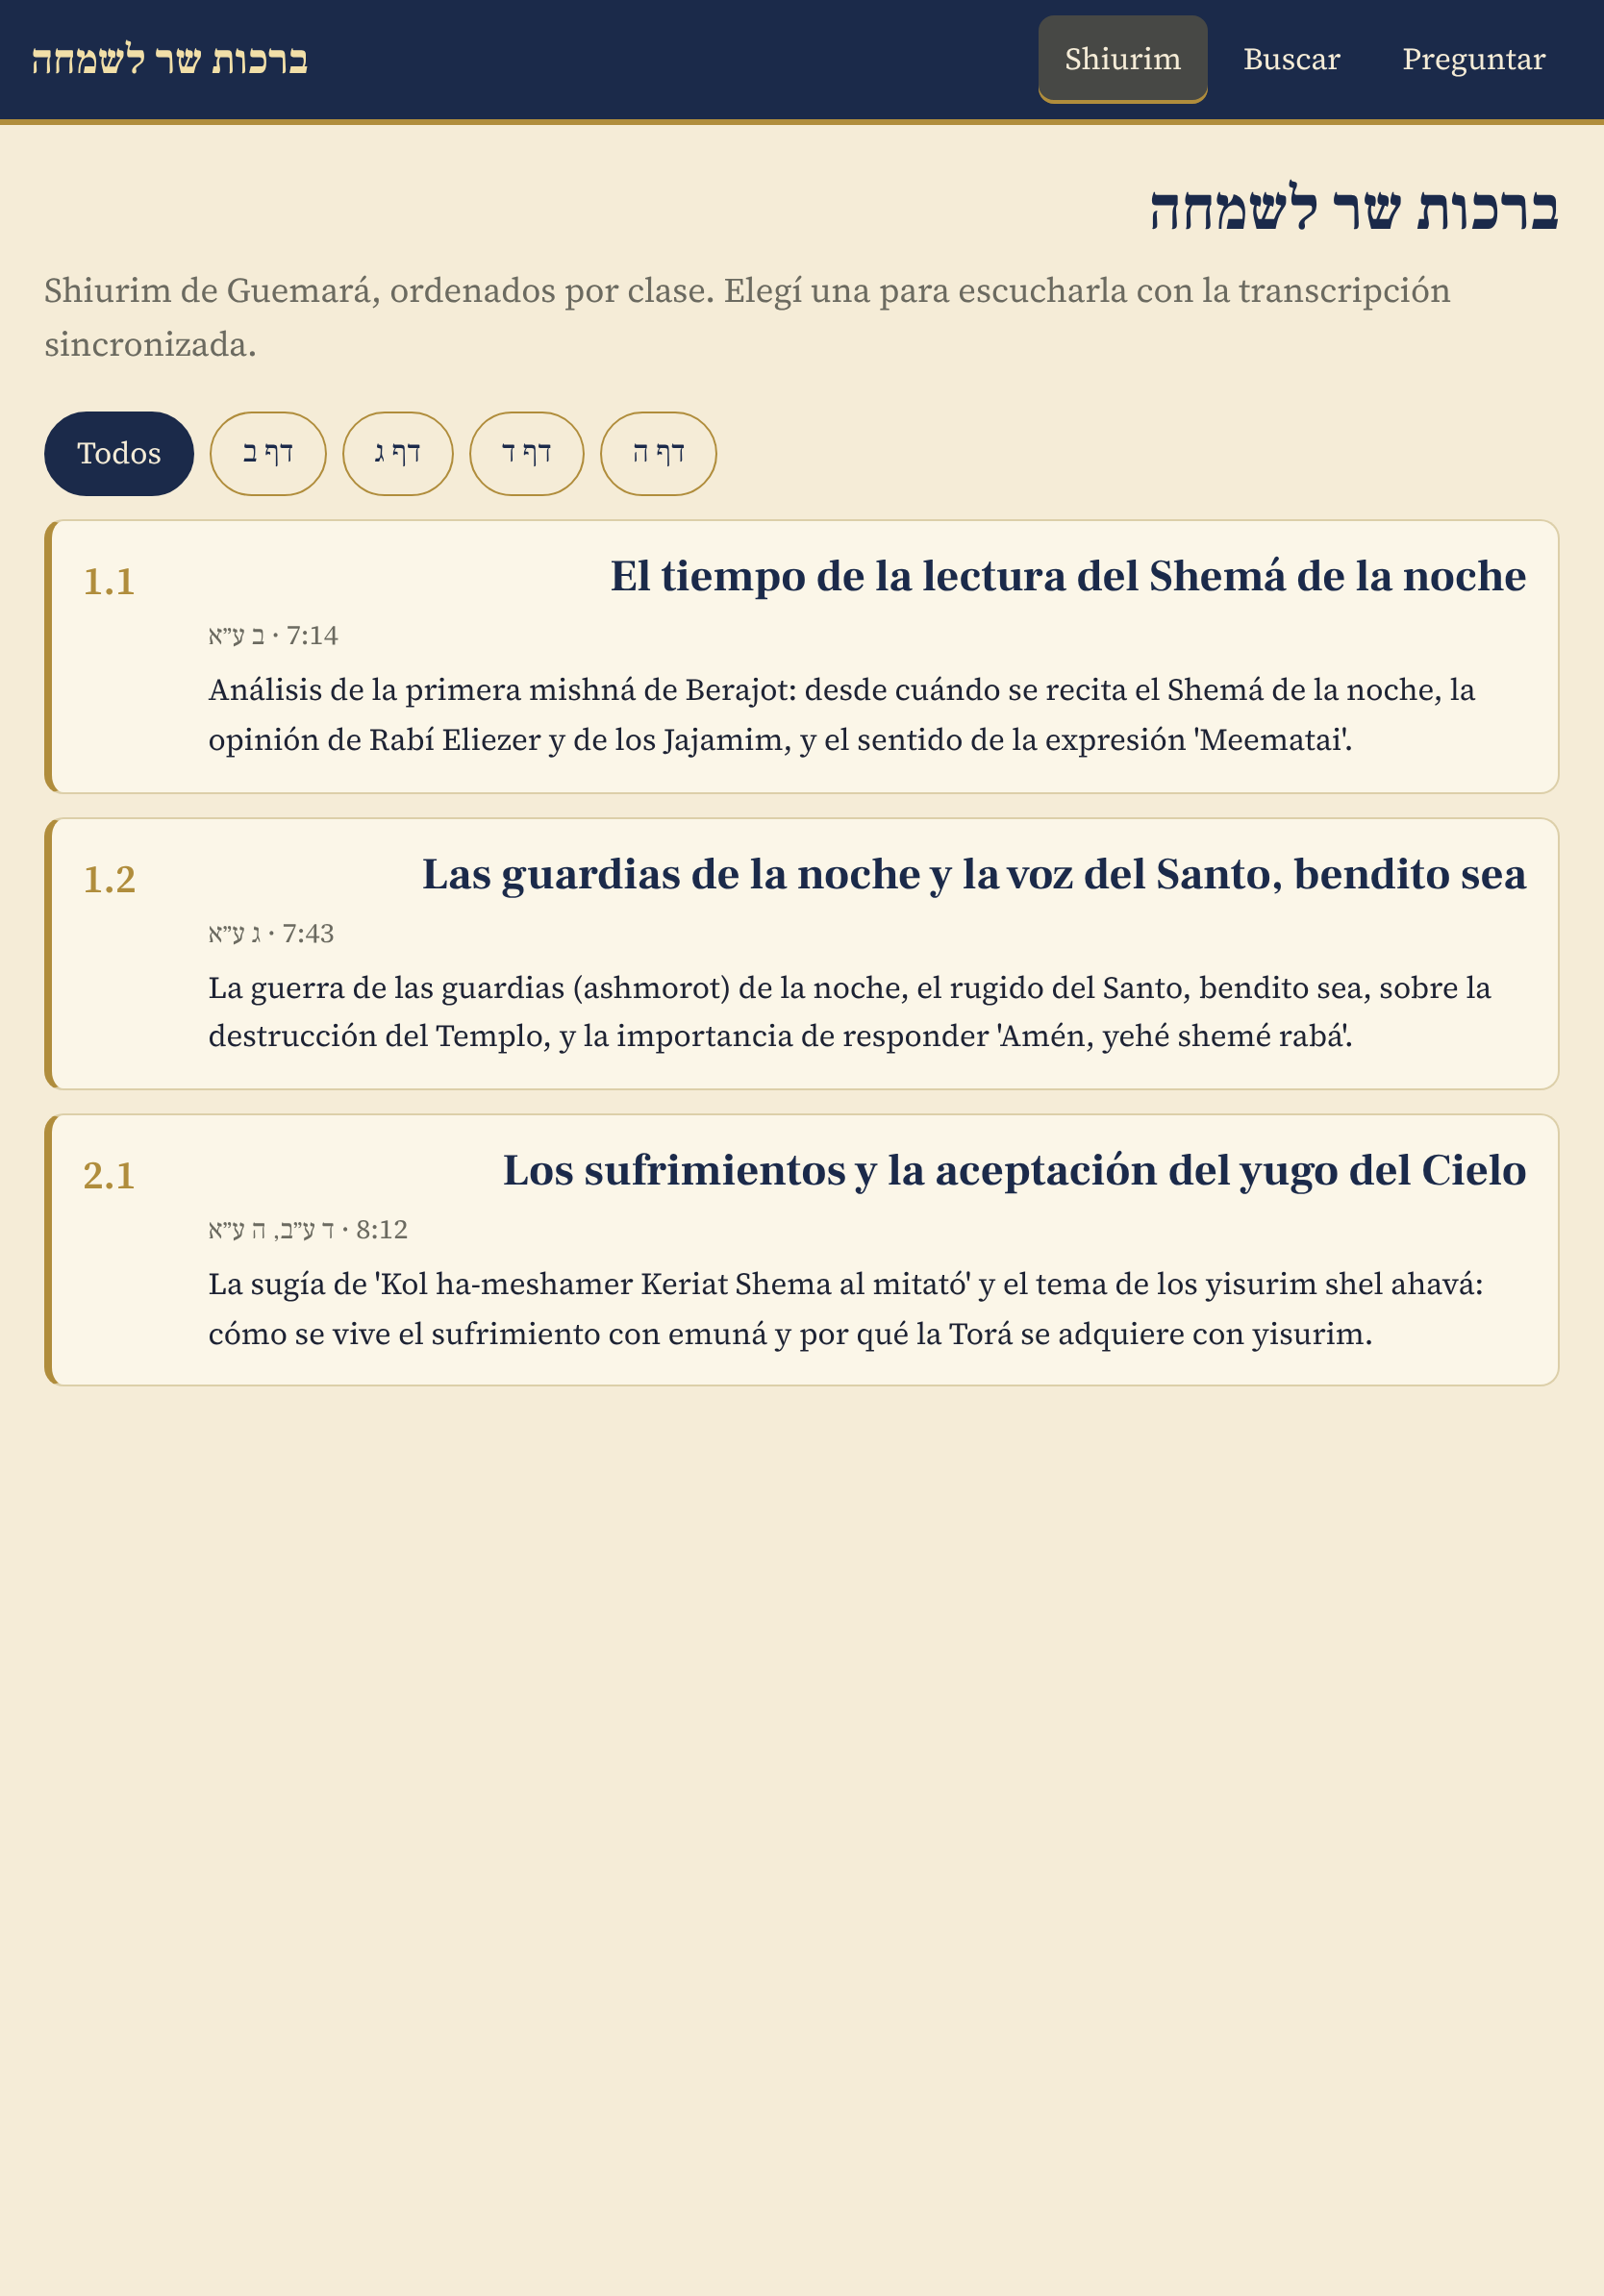 ברכות שר לשמחה
Shiurim
Buscar
Preguntar
ברכות שר לשמחה
Shiurim de Guemará, ordenados por clase. Elegí una para escucharla con la transcripción
sincronizada.
Todos
דף ב
דף ג
דף ד
דף ה
1.1
El tiempo de la lectura del Shemá de la noche
ב ע״א · 7:14
Análisis de la primera mishná de Berajot: desde cuándo se recita el Shemá de la noche, la
opinión de Rabí Eliezer y de los Jajamim, y el sentido de la expresión 'Meematai'.
1.2
Las guardias de la noche y la voz del Santo, bendito sea
ג ע״א · 7:43
La guerra de las guardias (ashmorot) de la noche, el rugido del Santo, bendito sea, sobre la
destrucción del Templo, y la importancia de responder 'Amén, yehé shemé rabá'.
2.1
Los sufrimientos y la aceptación del yugo del Cielo
ד ע״ב, ה ע״א · 8:12
La sugía de 'Kol ha-meshamer Keriat Shema al mitató' y el tema de los yisurim shel ahavá:
cómo se vive el sufrimiento con emuná y por qué la Torá se adquiere con yisurim.